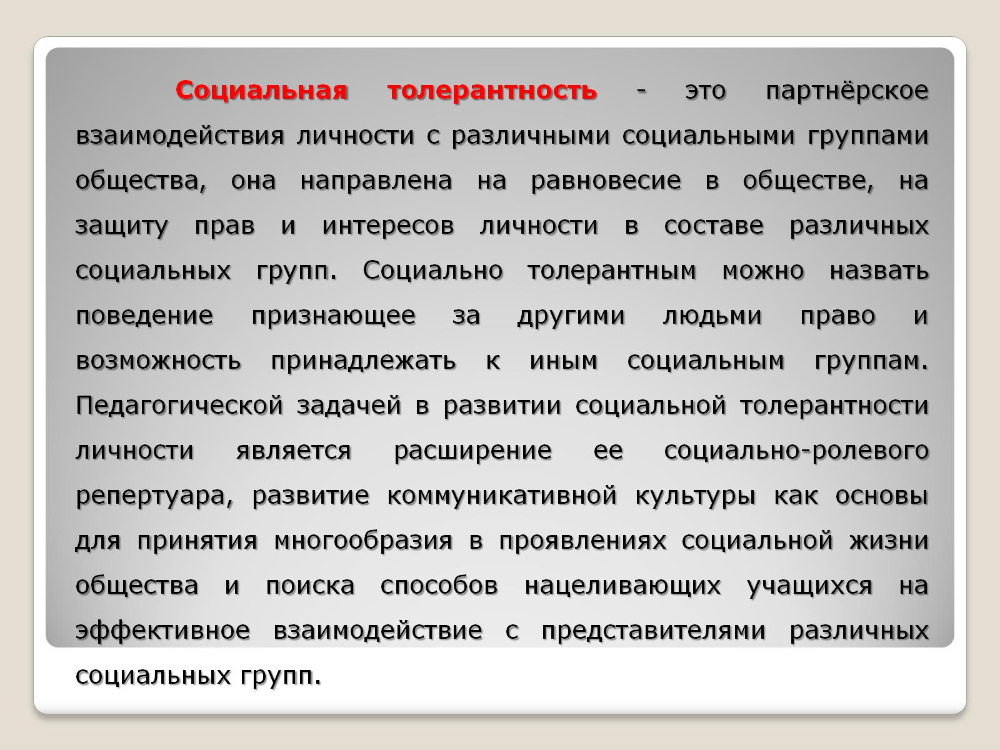 Социальная толерантность - это партнёрское
взаимодействия личности с различными социальными группами
общества, она направлена на равновесие в обществе, на
защиту прав и интересов личности в составе различных
социальных групп. Социально толерантным можно назвать
поведение признающее за другими людьми право и
возможность принадлежать к иным социальным группам.
Педагогической задачей в развитии социальной толерантности
личности является расширение ее социально-ролевого
репертуара, развитие коммуникативной культуры как основы
для принятия многообразия в проявлениях социальной жизни
общества и поиска способов нацеливающих учащихся на
эффективное взаимодействие с представителями различных
социальных групп.